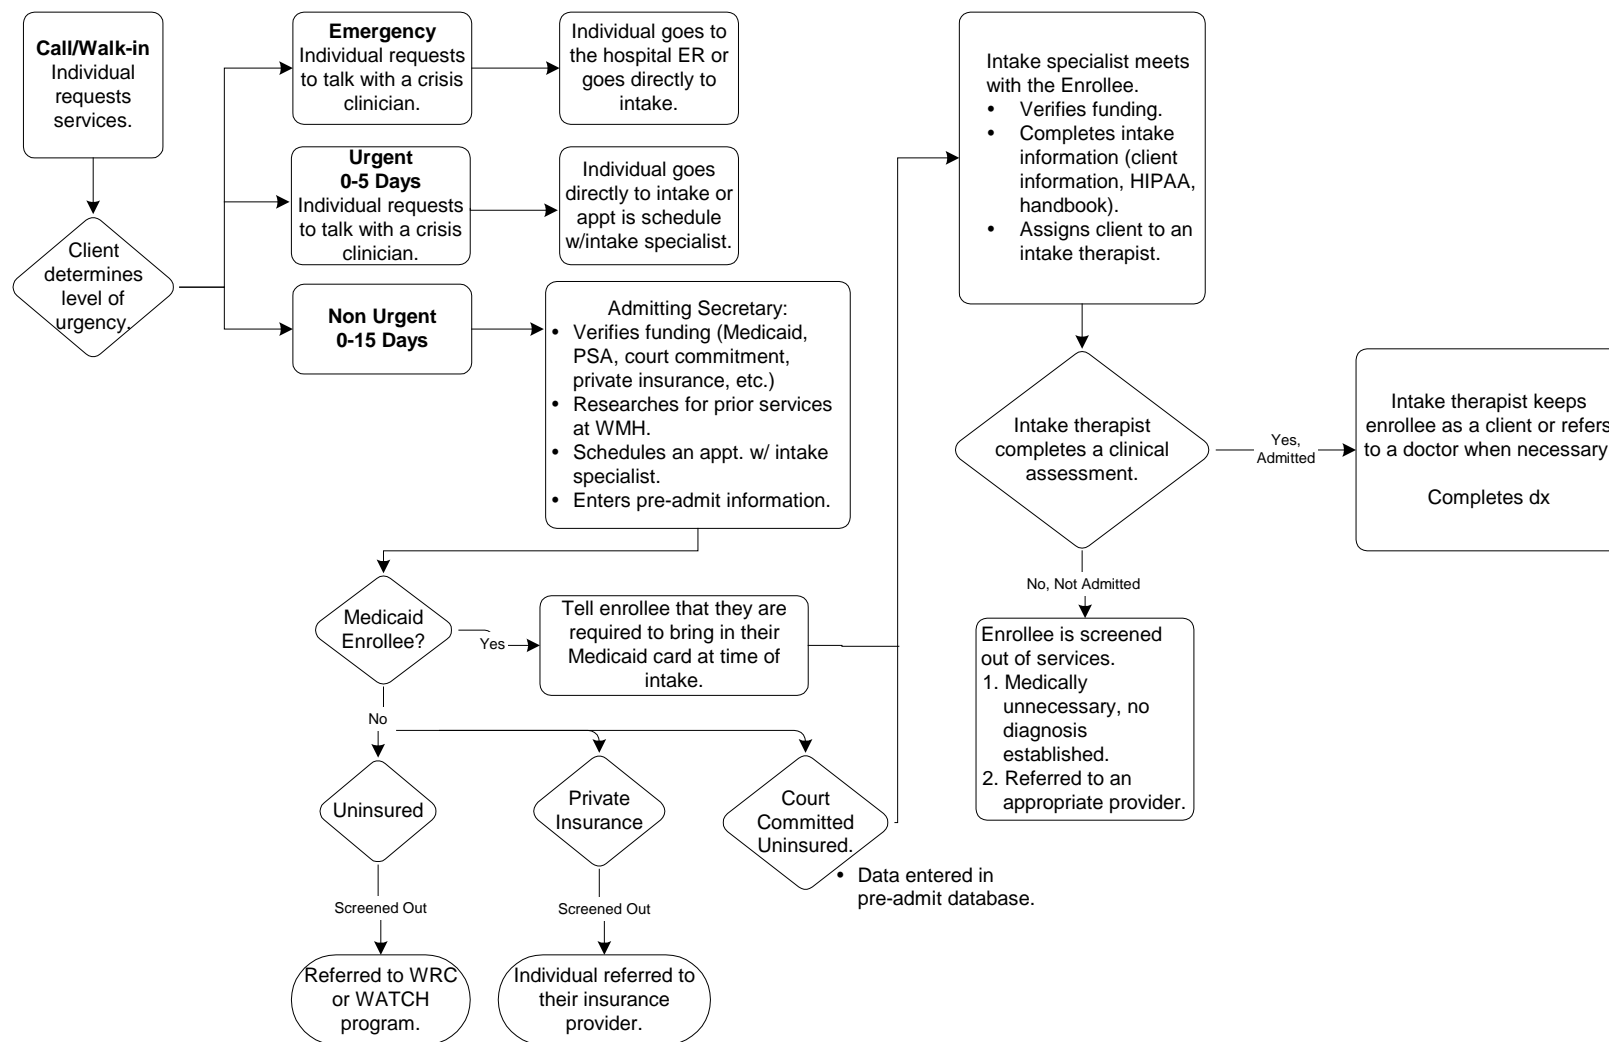 Call/Walk-in
Individual
requests
services.
Client
determines
level of
urgency.
Emergency
Individual requests
to talk with a crisis
clinician.
Individual goes to
the hospital ER or
goes directly to
intake.
Urgent
0-5 Days
Individual requests
to talk with a crisis
clinician.
Individual goes
directly to intake or
appt is schedule
w/intake specialist.
Non Urgent
0-15 Days
Admitting Secretary:
• Verifies funding (Medicaid,
PSA, court commitment,
private insurance, etc.)
• Researches for prior services
at WMH.
• Schedules an appt. w/ intake
specialist.
• Enters pre-admit information.
Medicaid
Enrollee?
Yes
Tell enrollee that they are
required to bring in their
Medicaid card at time of
intake.
No
Uninsured
Private
Insurance
Court
Committed
Uninsured.
• Data entered in
pre-admit database.
Screened Out
Screened Out
Referred to WRC
or WATCH
program.
Individual referred to
their insurance
provider.
Intake specialist meets
with the Enrollee.
• Verifies funding.
• Completes intake
information (client
information, HIPAA,
handbook).
• Assigns client to an
intake therapist.
Intake therapist
completes a clinical
assessment.
Yes,
Admitted
Intake therapist keeps
enrollee as a client or refers
to a doctor when necessary
Completes dx
No, Not Admitted
Enrollee is screened
out of services.
1. Medically
unnecessary, no
diagnosis
established.
2. Referred to an
appropriate provider.